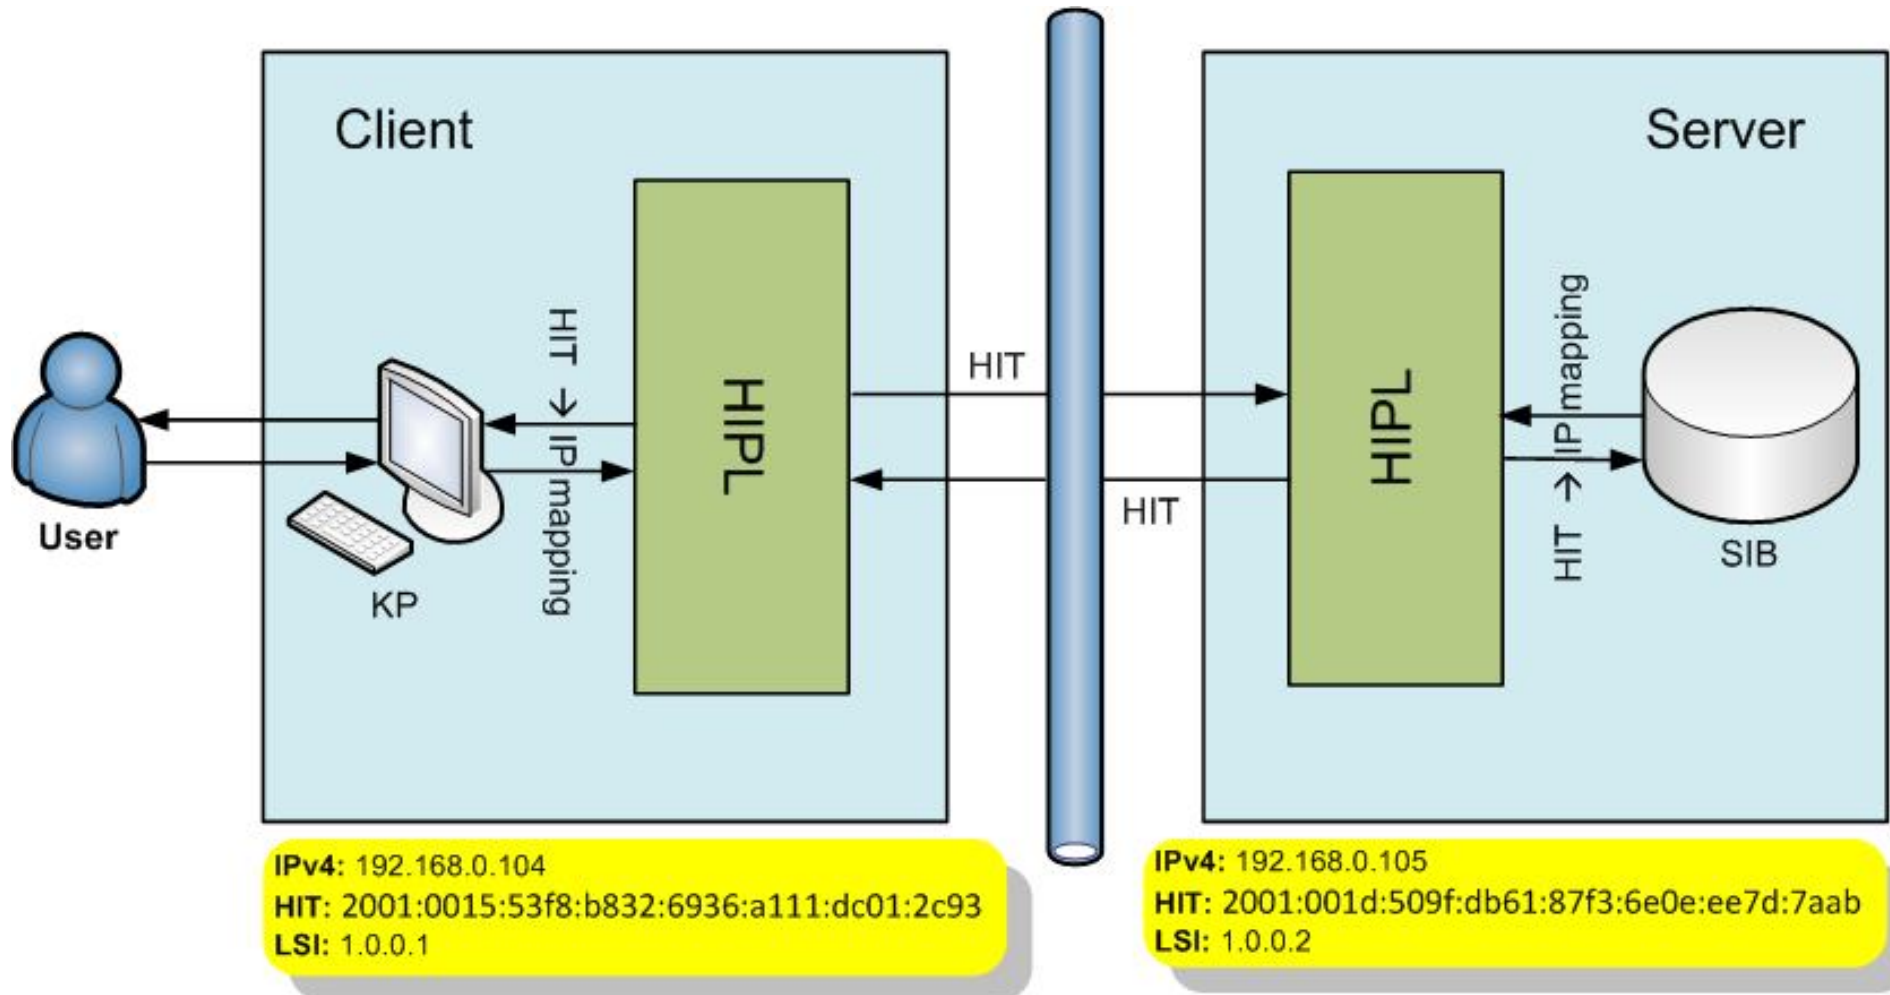 Client
Server
HIPL
HIPL
HIT → IP mapping
HIT → IP mapping
HIT
HIT
User
KP
SIB
IPv4: 192.168.0.104
HIT: 2001:0015:53f8:b832:6936:a111:dc01:2c93
LSI: 1.0.0.1
IPv4: 192.168.0.105
HIT: 2001:001d:509f:db61:87f3:6e0e:ee7d:7aab
LSI: 1.0.0.2